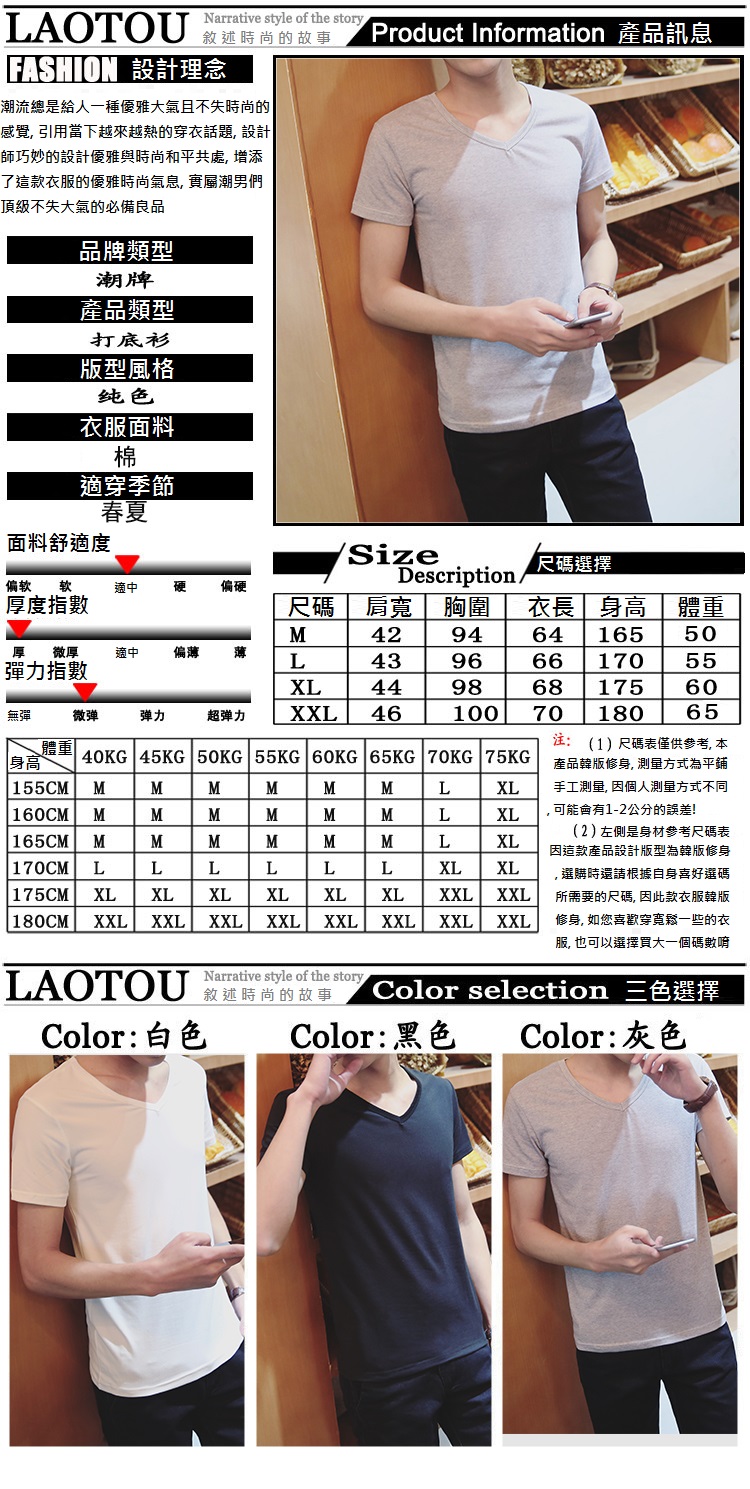 LAOTOU
Narrative style of the story
敘述時尚的故事
Product Information 產品訊息
FASHION 設計理念
潮流總是給人一種優雅大氣且不失時尚的
感覺, 引用當下越來越熱的穿衣話題, 設計
師巧妙的設計優雅與時尚和平共處, 增添
了這款衣服的優雅時尚氣息, 實屬潮男們
頂級不失大氣的必備良品
品牌類型
潮牌
產品類型
打底衫
版型風格
纯色
衣服面料
棉
適穿季節
春夏
面料舒適度
偏软 软 適中 硬 偏硬
厚度指數
厚 微厚 適中 偏薄 薄
彈力指數
無彈 微弹 弹力 超弹力
Size
Description
尺碼選擇
尺碼 肩寬 胸圍 衣長 身高 體重
M 42 94 64 165 50
L 43 96 66 170 55
XL 44 98 68 175 60
XXL 46 100 70 180 65
體重
身高
40KG 45KG 50KG 55KG 60KG 65KG 70KG 75KG
155CM M M M M M M L XL
160CM M M M M M M L XL
165CM M M M M M M L XL
170CM L L L L L L XL XL
175CM XL XL XL XL XL XL XXL XXL
180CM XXL XXL XXL XXL XXL XXL XXL XXL
注: (1) 尺碼表僅供參考, 本
產品韓版修身, 測量方式為平鋪
手工測量, 因個人測量方式不同
, 可能會有1-2公分的誤差!
(2) 左側是身材參考尺碼表
因這款產品設計版型為韓版修身
, 選購時還請根據自身喜好選碼
所需要的尺碼, 因此款衣服韓版
修身, 如您喜歡穿寬鬆一些的衣
服, 也可以選擇買大一個碼數唷
LAOTOU
Narrative style of the story
敘述時尚的故事
Color selection 三色選擇
Color:白色
Color:黑色
Color:灰色